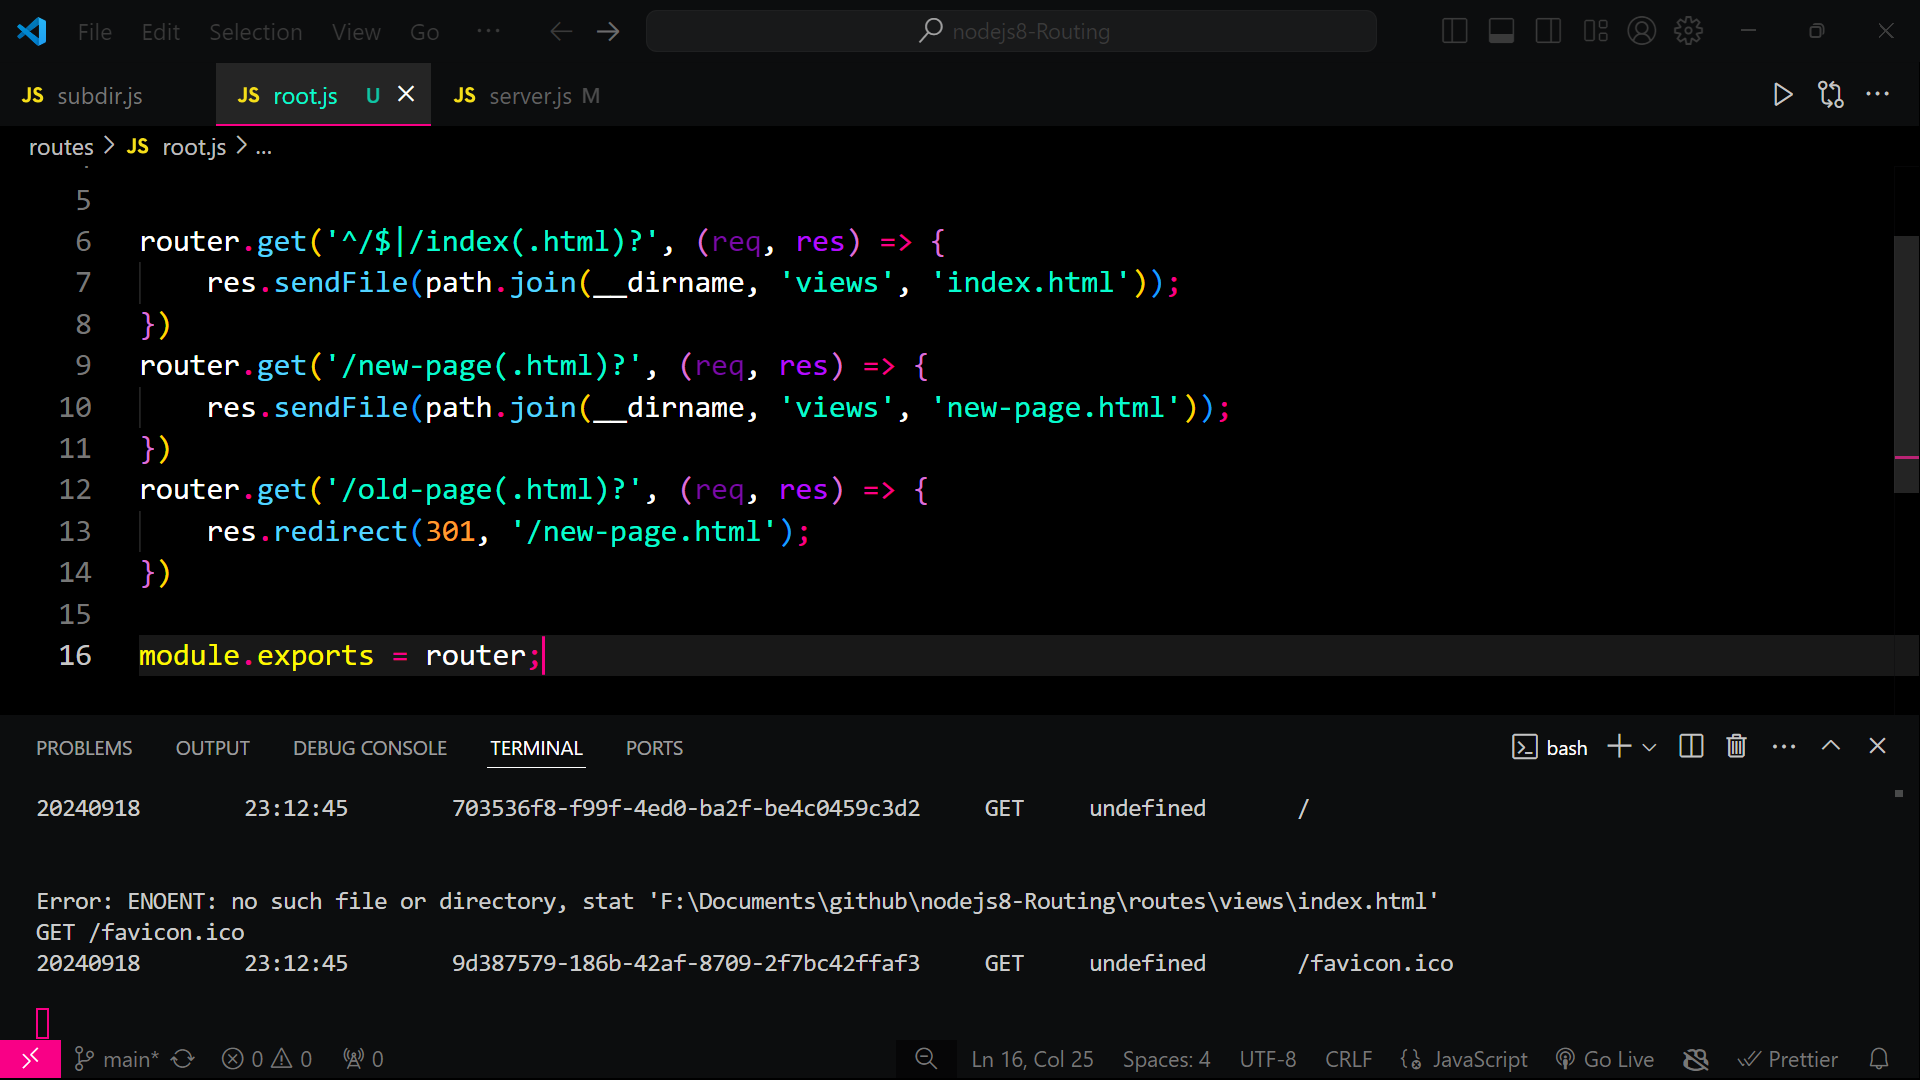 File Edit Selection View Go ··· nodejs8-Routing
JS subdir.js JS root.js U JS server.js M
routes > JS root.js > ...
5
6 router.get('^/$|/index(.html)?', (req, res) => {
7 res.sendFile(path.join(__dirname, 'views', 'index.html'));
8 })
9 router.get('/new-page(.html)?', (req, res) => {
10 res.sendFile(path.join(__dirname, 'views', 'new-page.html'));
11 })
12 router.get('/old-page(.html)?', (req, res) => {
13 res.redirect(301, '/new-page.html');
14 })
15
16 module.exports = router;
PROBLEMS OUTPUT DEBUG CONSOLE TERMINAL PORTS bash
20240918 23:12:45 703536f8-f99f-4ed0-ba2f-be4c0459c3d2 GET undefined /
Error: ENOENT: no such file or directory, stat 'F:\Documents\github\nodejs8-Routing\routes\views\index.html'
GET /favicon.ico
20240918 23:12:45 9d387579-186b-42af-8709-2f7bc42ffaf3 GET undefined /favicon.ico
main* 0 0 0 Ln 16, Col 25 Spaces: 4 UTF-8 CRLF JavaScript Go Live Prettier